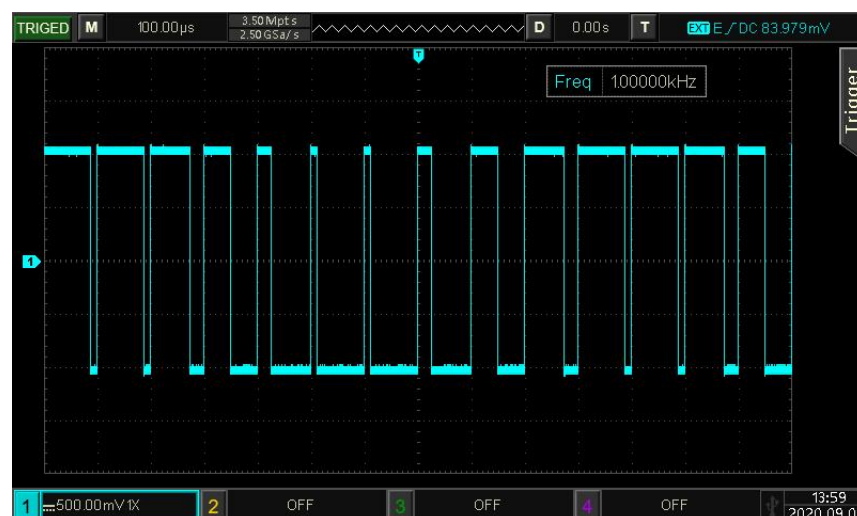 TRIGED M 100.00μs 3.50Mpts D 0.00s T EXT E DC 83.979mV
2.50GSa/s
T
Freq 1.00000kHz
Trigger
1
1 500.00mV 1X 2 OFF 3 OFF 4 OFF 13:59